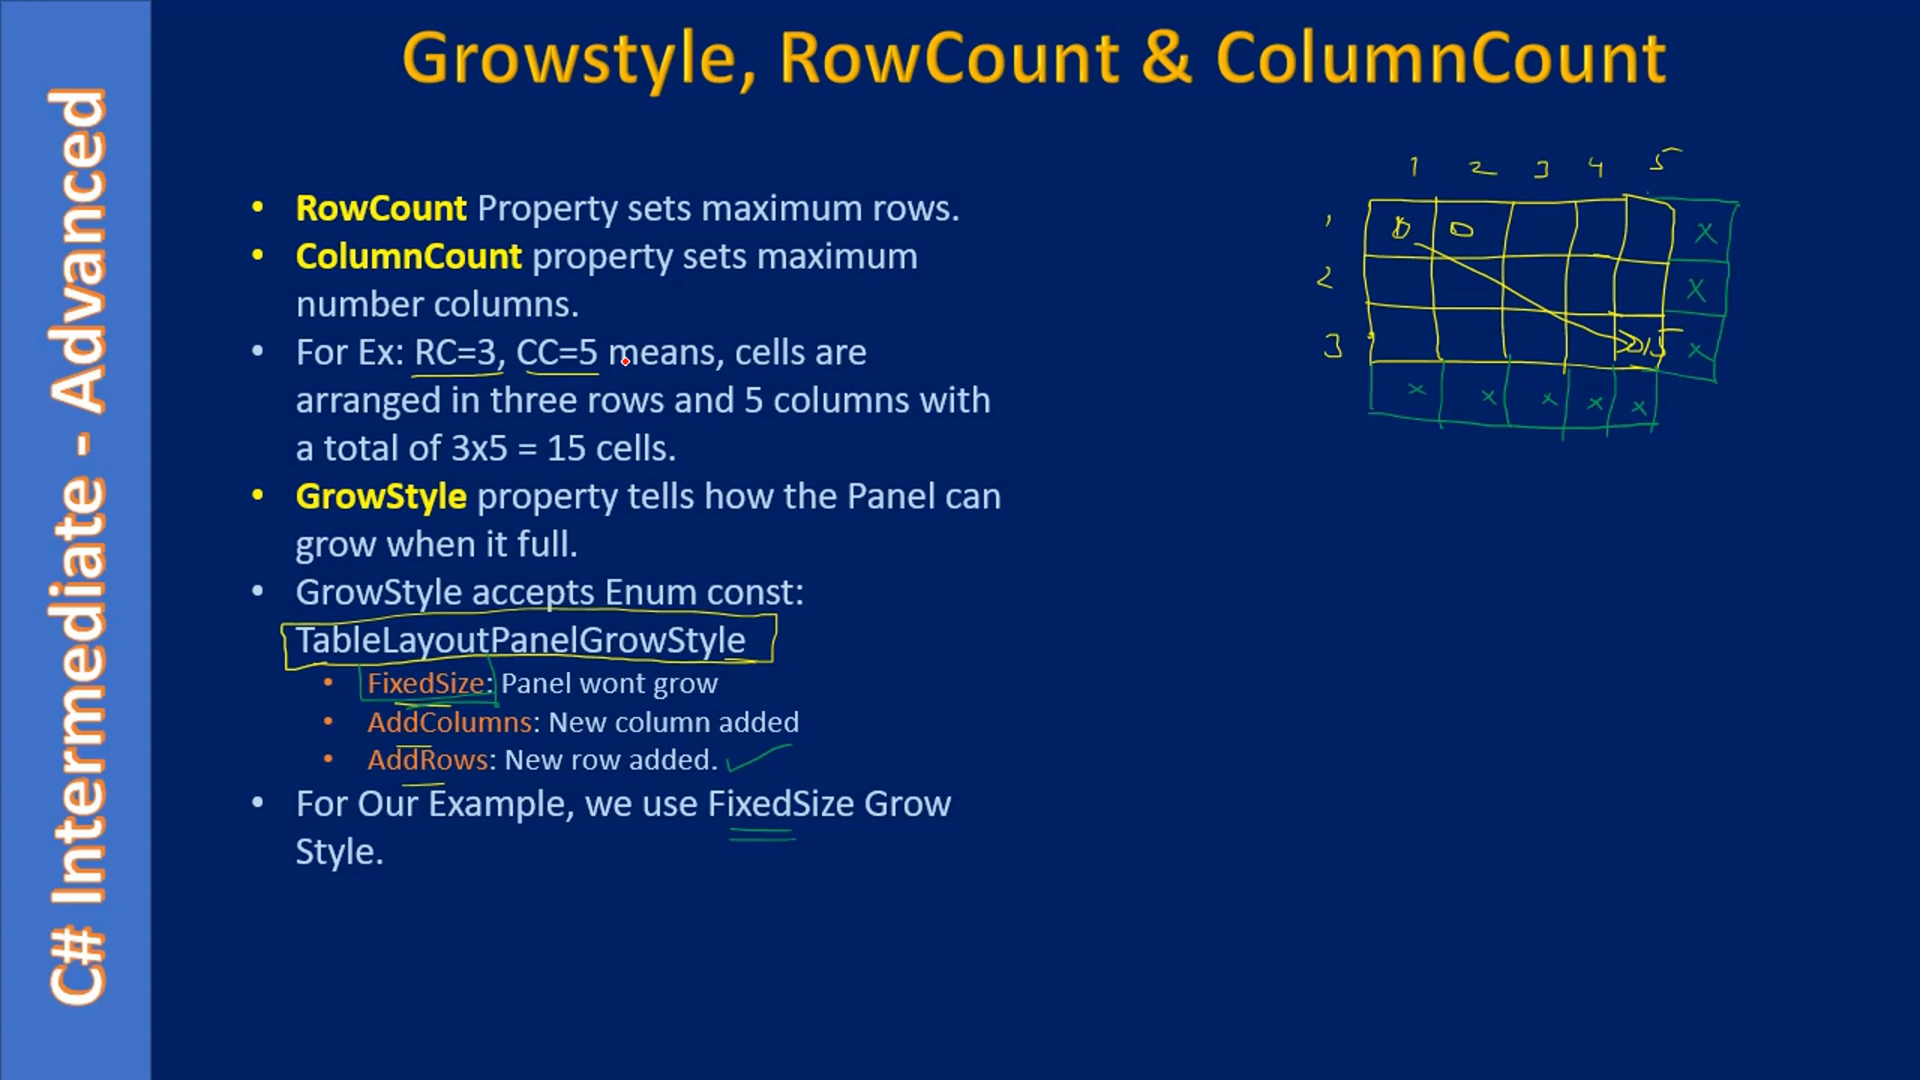 Growstyle, RowCount & ColumnCount
C# Intermediate - Advanced
• RowCount Property sets maximum rows.
• ColumnCount property sets maximum
number columns.
• For Ex: RC=3, CC=5 means, cells are
arranged in three rows and 5 columns with
a total of 3x5 = 15 cells.
• GrowStyle property tells how the Panel can
grow when it full.
• GrowStyle accepts Enum const:
TableLayoutPanelGrowStyle
• FixedSize: Panel wont grow
• AddColumns: New column added
• AddRows: New row added.
• For Our Example, we use FixedSize Grow
Style.
1 2 3 4 5
1 x
2 x
3 15 x
x x x x x